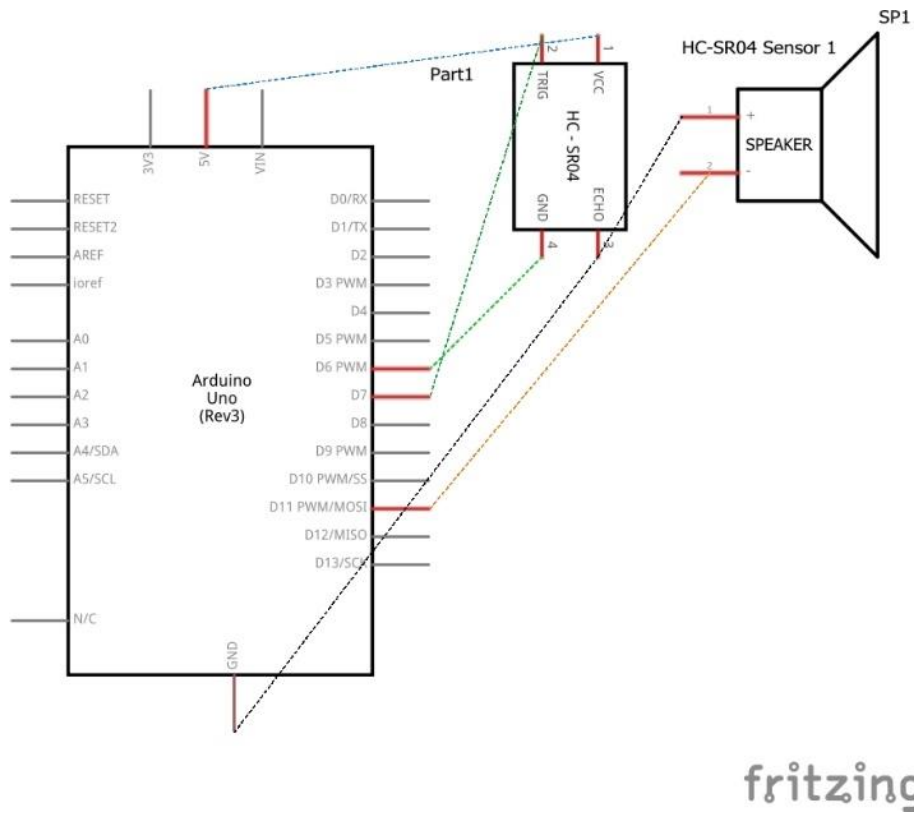 SP1
HC-SR04 Sensor 1
Part1
2
1
TRIG
VCC
HC - SR04
GND
ECHO
4
3
1
+
SPEAKER
2
-
3V3
5V
VIN
RESET
RESET2
AREF
ioref
A0
A1
A2
A3
A4/SDA
A5/SCL
N/C
Arduino
Uno
(Rev3)
D0/RX
D1/TX
D2
D3 PWM
D4
D5 PWM
D6 PWM
D7
D8
D9 PWM
D10 PWM/SS
D11 PWM/MOSI
D12/MISO
D13/SCK
GND
fritzing